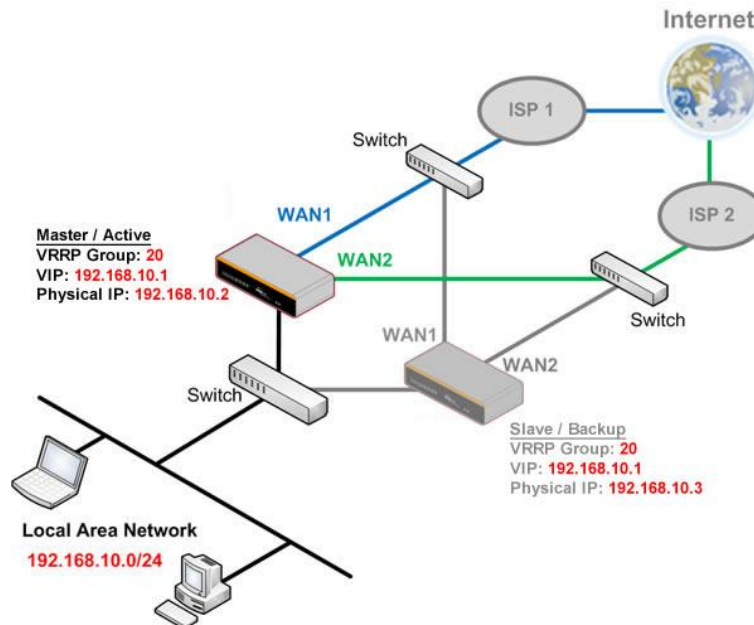 Internet
ISP 1
Switch
WAN1
Master / Active
VRRP Group: 20
VIP: 192.168.10.1
Physical IP: 192.168.10.2
WAN2
ISP 2
Switch
WAN1
WAN2
Switch
Slave / Backup
VRRP Group: 20
VIP: 192.168.10.1
Physical IP: 192.168.10.3
Local Area Network
192.168.10.0/24